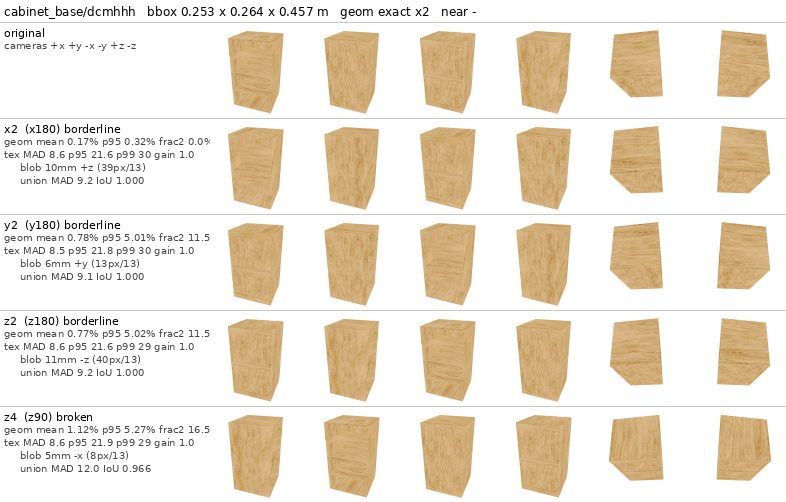 cabinet_base/dcmhhh bbox 0.253 x 0.264 x 0.457 m geom exact x2 near -
original
cameras +x +y -x -y +z -z
x2 (x180) borderline
geom mean 0.17% p95 0.32% frac2 0.0%
tex MAD 8.6 p95 21.6 p99 30 gain 1.0
blob 10mm +z (39px/13)
union MAD 9.2 IoU 1.000
y2 (y180) borderline
geom mean 0.78% p95 5.01% frac2 11.5
tex MAD 8.5 p95 21.8 p99 30 gain 1.0
blob 6mm +y (13px/13)
union MAD 9.1 IoU 1.000
z2 (z180) borderline
geom mean 0.77% p95 5.02% frac2 11.5
tex MAD 8.6 p95 21.6 p99 29 gain 1.0
blob 11mm -z (40px/13)
union MAD 9.2 IoU 1.000
z4 (z90) broken
geom mean 1.12% p95 5.27% frac2 16.5
tex MAD 8.6 p95 21.9 p99 29 gain 1.0
blob 5mm -x (8px/13)
union MAD 12.0 IoU 0.966